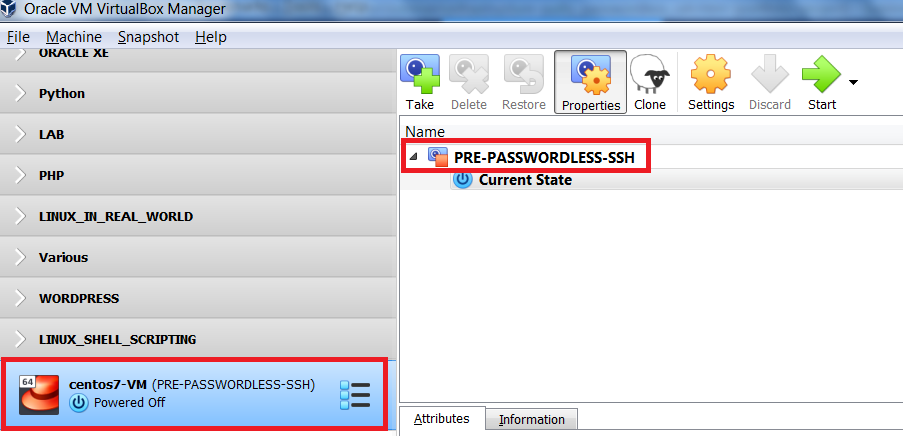 Oracle VM VirtualBox Manager
File Machine Snapshot Help
ORACLE XE
Python
LAB
PHP
LINUX_IN_REAL_WORLD
Various
WORDPRESS
LINUX_SHELL_SCRIPTING
64
centos7-VM (PRE-PASSWORDLESS-SSH)
Powered Off
Take Delete Restore Properties Clone Settings Discard Start
Name
PRE-PASSWORDLESS-SSH
Current State
Attributes Information